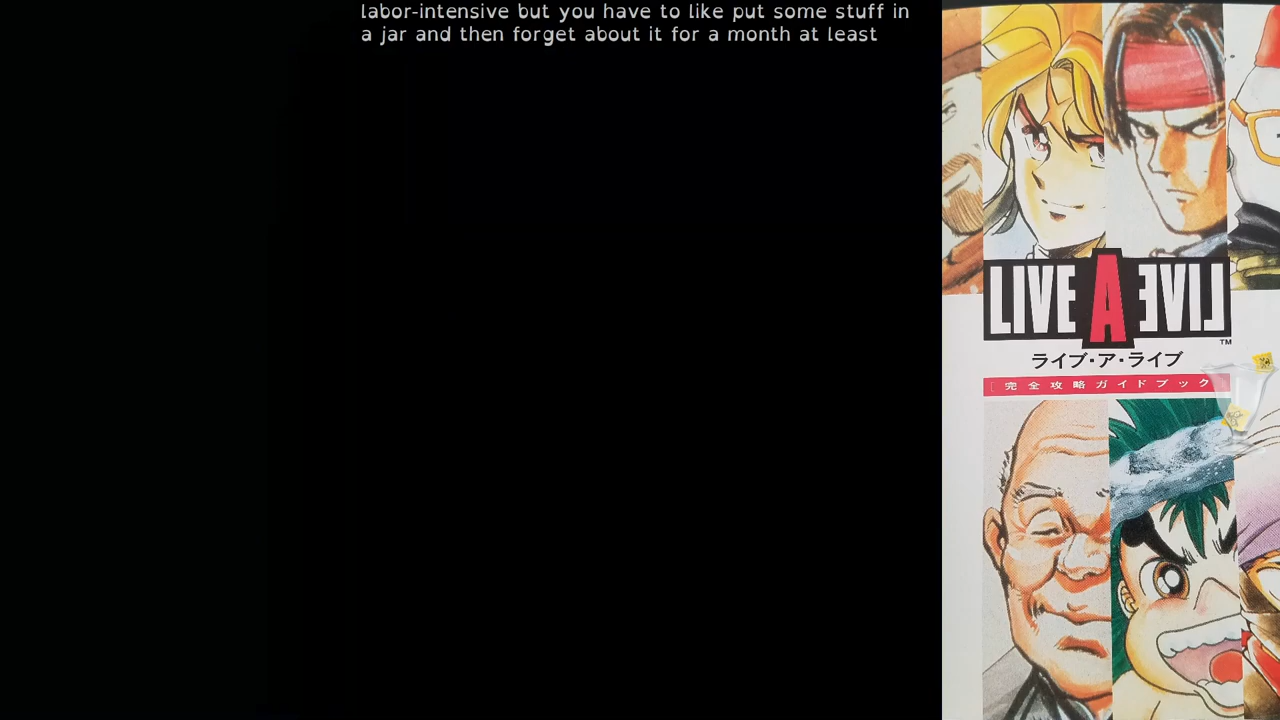 labor-intensive but you have to like put some stuff in
a jar and then forget about it for a month at least
LIVE A LIVE
TM
ライブ・ア・ライブ
[完全攻略ガイドブック